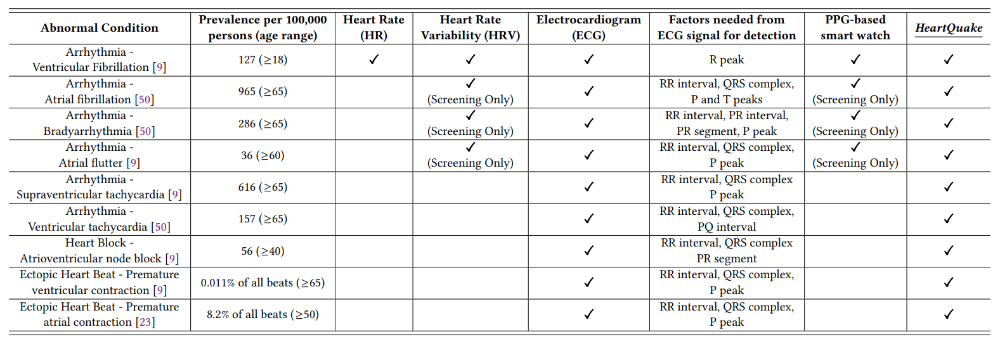 Abnormal Condition
Prevalence per 100,000
persons (age range)
Heart Rate
(HR)
Heart Rate
Variability (HRV)
Electrocardiogram
(ECG)
Factors needed from
ECG signal for detection
PPG-based
smart watch
HeartQuake
Arrhythmia -
Ventricular Fibrillation [9]
127 (≥18)
✓
✓
✓
R peak
✓
✓
Arrhythmia -
Atrial fibrillation [50]
965 (≥65)
✓
(Screening Only)
✓
RR interval, QRS complex,
P and T peaks
✓
(Screening Only)
✓
Arrhythmia -
Bradyarrhythmia [50]
286 (≥65)
✓
(Screening Only)
✓
RR interval, PR interval,
PR segment, P peak
✓
(Screening Only)
✓
Arrhythmia -
Atrial flutter [9]
36 (≥60)
✓
(Screening Only)
✓
RR interval, QRS complex,
P peak
✓
(Screening Only)
✓
Arrhythmia -
Supraventricular tachycardia [9]
616 (≥65)
✓
RR interval, QRS complex
P peak
✓
Arrhythmia -
Ventricular tachycardia [50]
157 (≥65)
✓
RR interval, QRS complex,
PQ interval
✓
Heart Block -
Atrioventricular node block [9]
56 (≥40)
✓
RR interval, QRS complex
PR segment
✓
Ectopic Heart Beat - Premature
ventricular contraction [9]
0.011% of all beats (≥65)
✓
RR interval, QRS complex,
P peak
✓
Ectopic Heart Beat - Premature
atrial contraction [23]
8.2% of all beats (≥50)
✓
RR interval, QRS complex,
P peak
✓